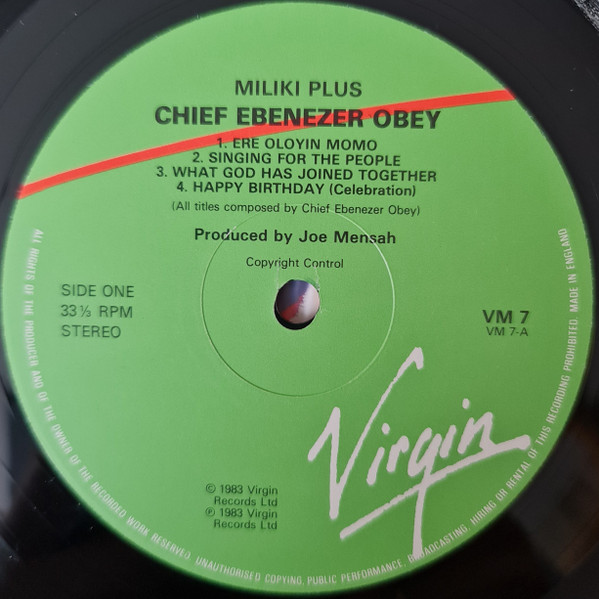 MILIKI PLUS
CHIEF EBENEZER OBEY
1. ERE OLOYIN MOMO
2. SINGING FOR THE PEOPLE
3. WHAT GOD HAS JOINED TOGETHER
4. HAPPY BIRTHDAY (Celebration)
(All titles composed by Chief Ebenezer Obey)
Produced by Joe Mensah
Copyright Control
SIDE ONE
33⅓ RPM
STEREO
VM 7
VM 7-A
Virgin
© 1983 Virgin
Records Ltd
℗ 1983 Virgin
Records Ltd
ALL RIGHTS OF THE PRODUCER AND OF THE OWNER OF THE RECORDED WORK RESERVED. UNAUTHORISED COPYING, PUBLIC PERFORMANCE, BROADCASTING, HIRING OR RENTAL OF THIS RECORDING PROHIBITED. MADE IN ENGLAND